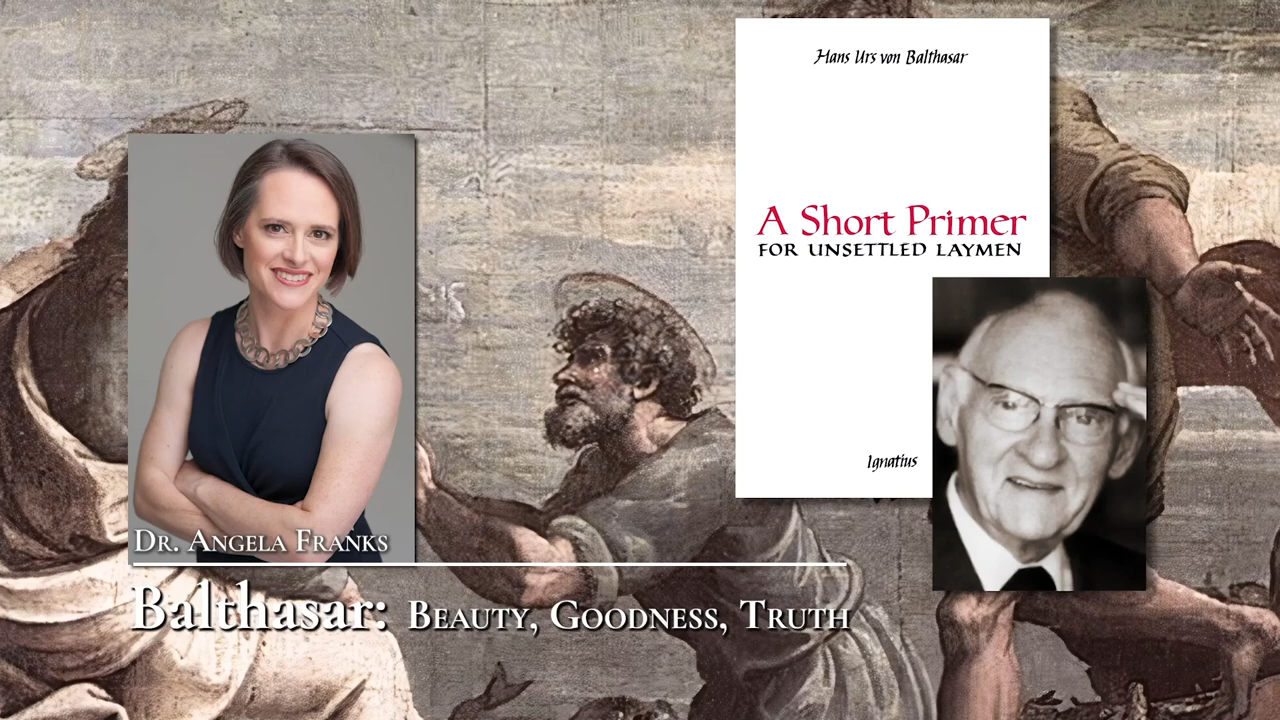 Hans Urs von Balthasar
A Short Primer
FOR UNSETTLED LAYMEN
Ignatius
Dr. Angela Franks
Balthasar: Beauty, Goodness, Truth